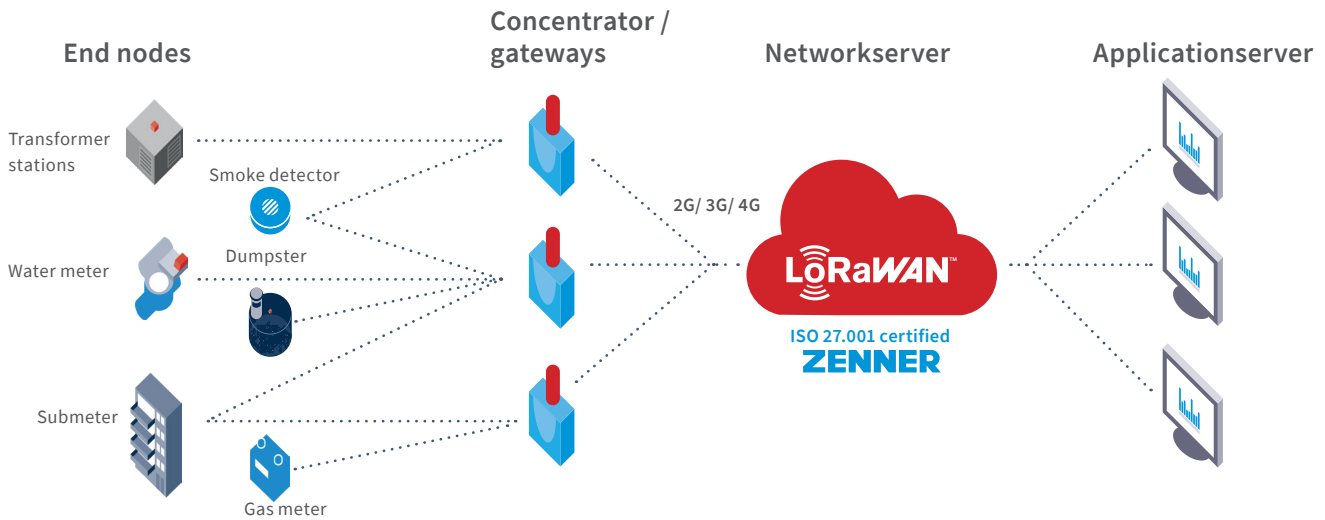 End nodes
Concentrator /
gateways
Networkserver
Applicationserver
Transformer
stations
Smoke detector
Water meter
Dumpster
Submeter
Gas meter
2G/ 3G/ 4G
LoRaWAN™
ISO 27.001 certified
ZENNER